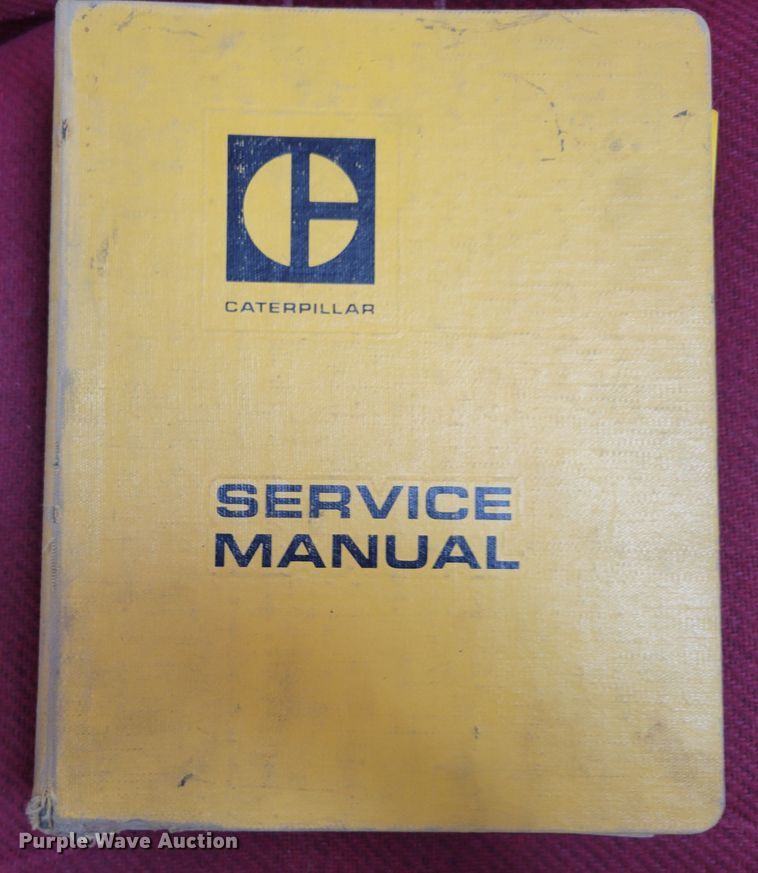 CATERPILLAR
SERVICE
MANUAL
Purple Wave Auction